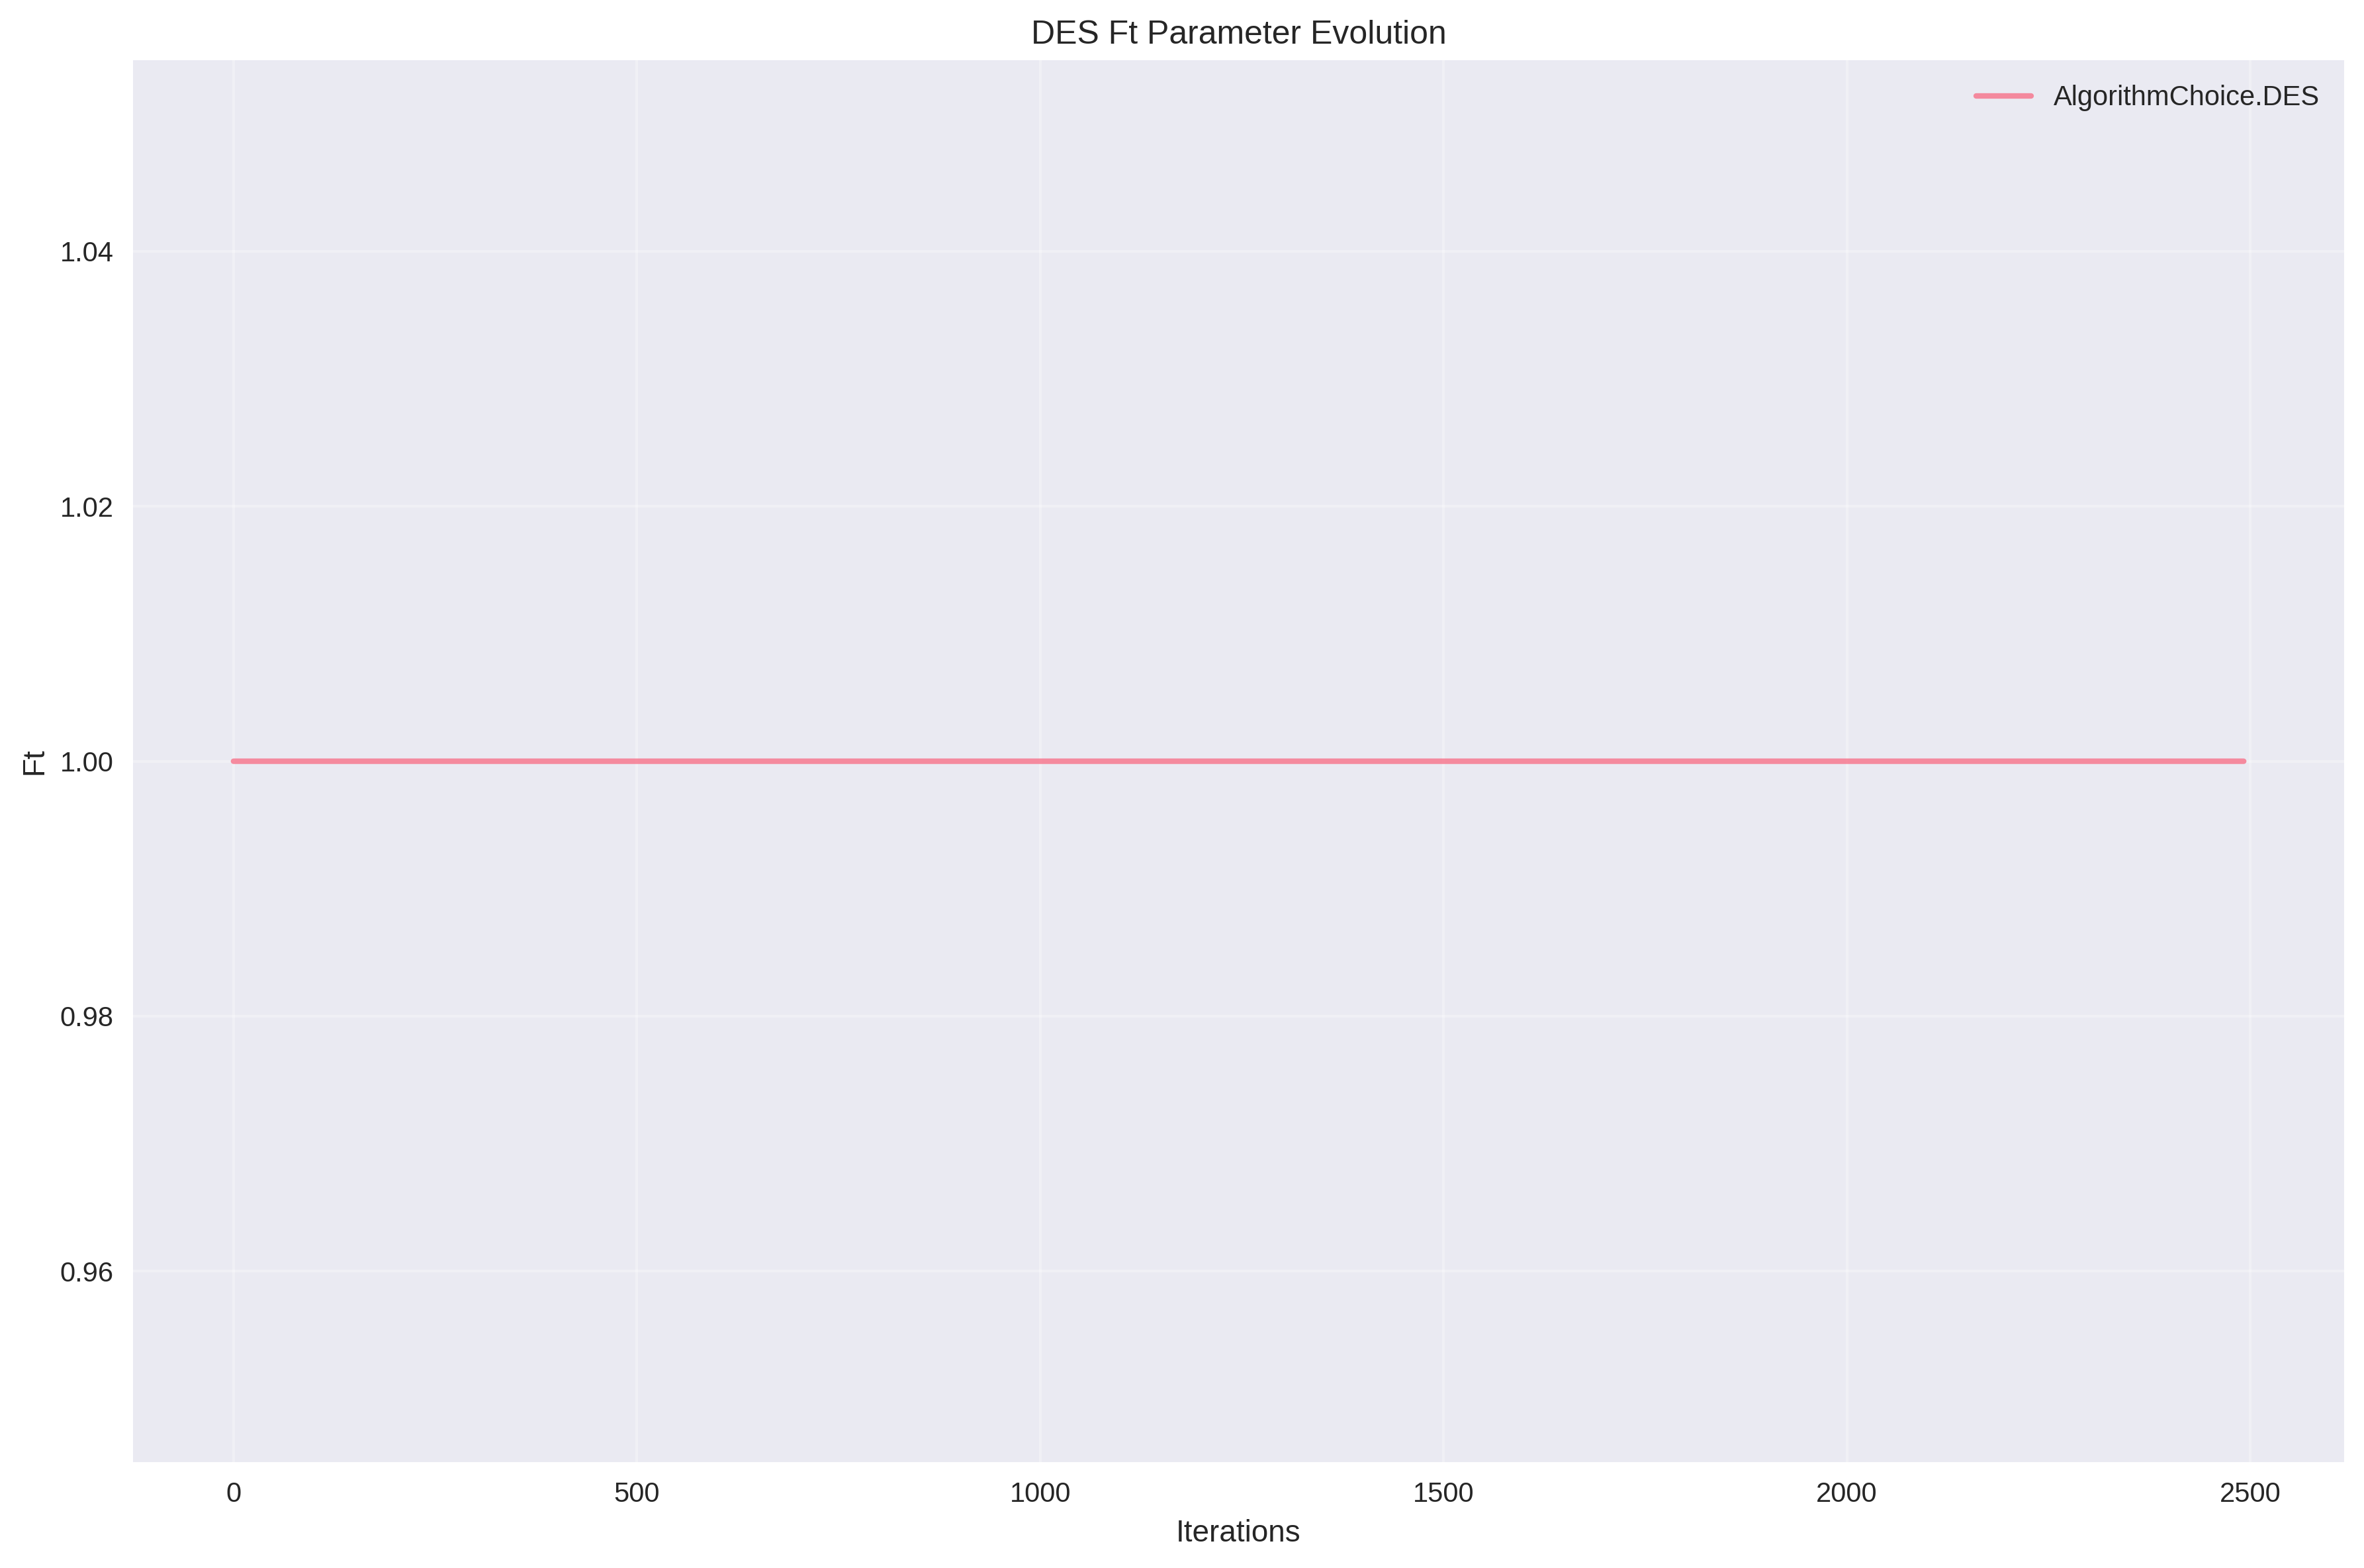 DES Ft Parameter Evolution
AlgorithmChoice.DES
1.04
1.02
1.00
0.98
0.96
Ft
0 500 1000 1500 2000 2500
Iterations